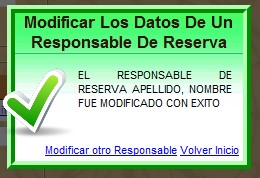 Modificar Los Datos De Un
Responsable De Reserva
EL RESPONSABLE DE
RESERVA APELLIDO, NOMBRE
FUE MODIFICADO CON EXITO
Modificar otro Responsable Volver Inicio